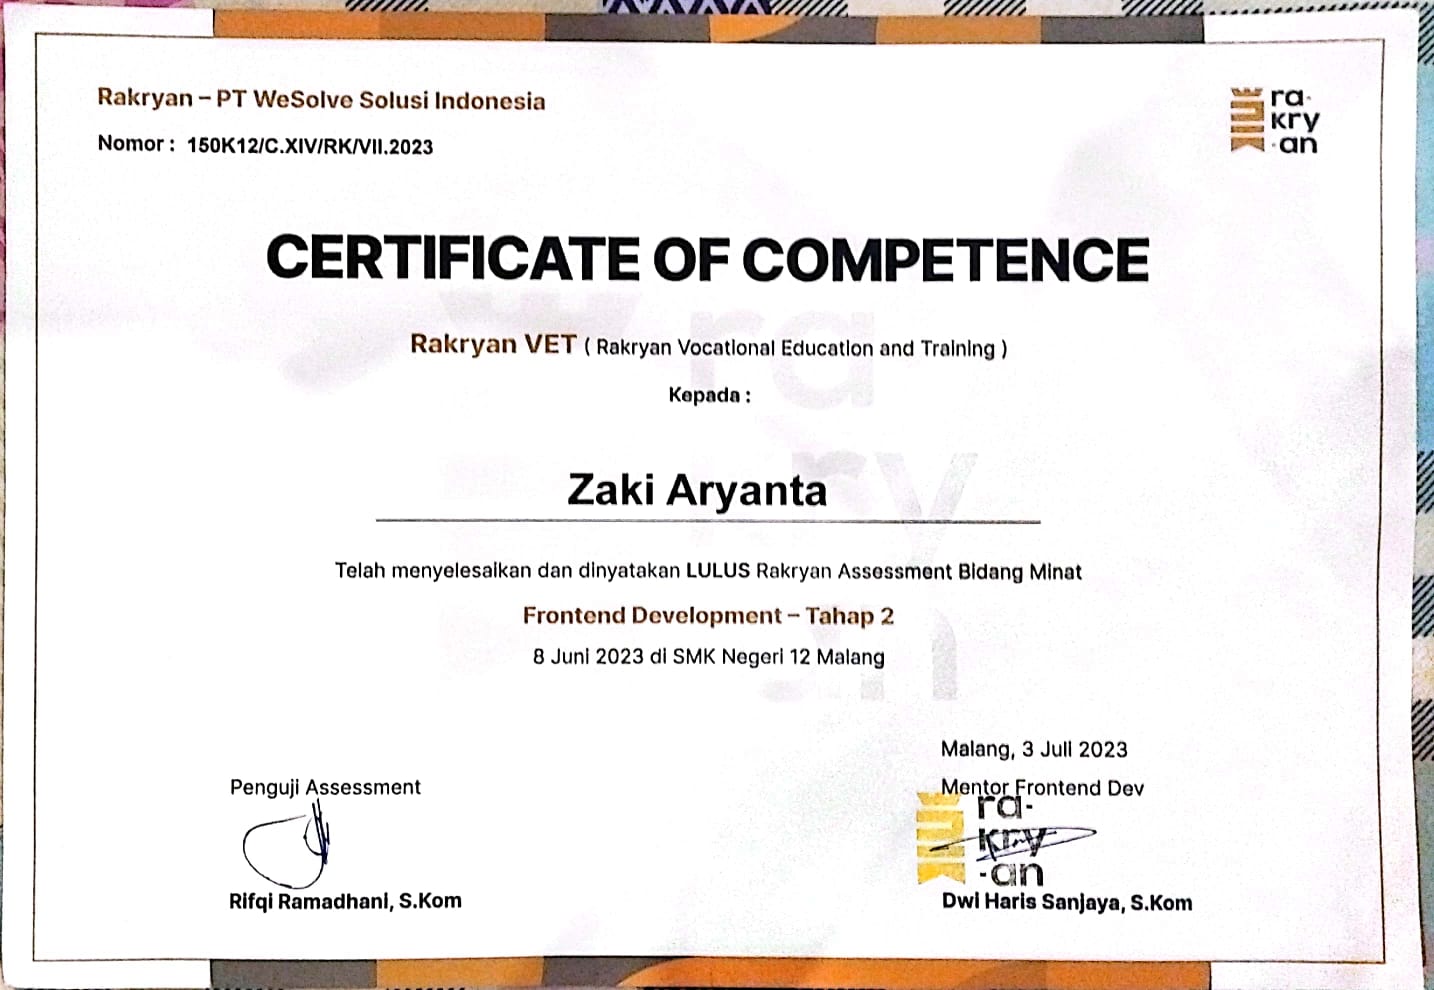 Rakryan – PT WeSolve Solusi Indonesia
Nomor : 150K12/C.XIV/RK/VII.2023
ra-
kry
-an
CERTIFICATE OF COMPETENCE
Rakryan VET ( Rakryan Vocational Education and Training )
Kepada :
Zaki Aryanta
Telah menyelesaikan dan dinyatakan LULUS Rakryan Assessment Bidang Minat
Frontend Development – Tahap 2
8 Juni 2023 di SMK Negeri 12 Malang
Malang, 3 Juli 2023
Penguji Assessment
Mentor Frontend Dev
ra-
kry
-an
Rifqi Ramadhani, S.Kom
Dwi Haris Sanjaya, S.Kom